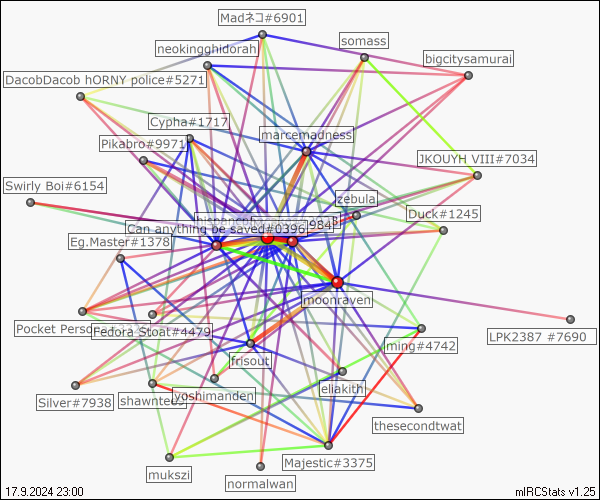 Madネコ#6901
somass
neokingghidorah
bigcitysamurai
DacobDacob hORNY police#5271
Cypha#1717
marcemadness
Pikabro#9971
JKOUYH VIII#7034
Swirly Boi#6154
zebula
Duck#1245
Can anything be saved#0396
984)
Eg.Master#1378
moonraven
Pocket
Fedora Stoat#4479
LPK2387 #7690
ming#4742
frisout
eliakith
Silver#7938
yoshimanden
thesecondtwat
Majestic#3375
mukszi
normalwan
17.9.2024 23:00
mIRCStats v1.25